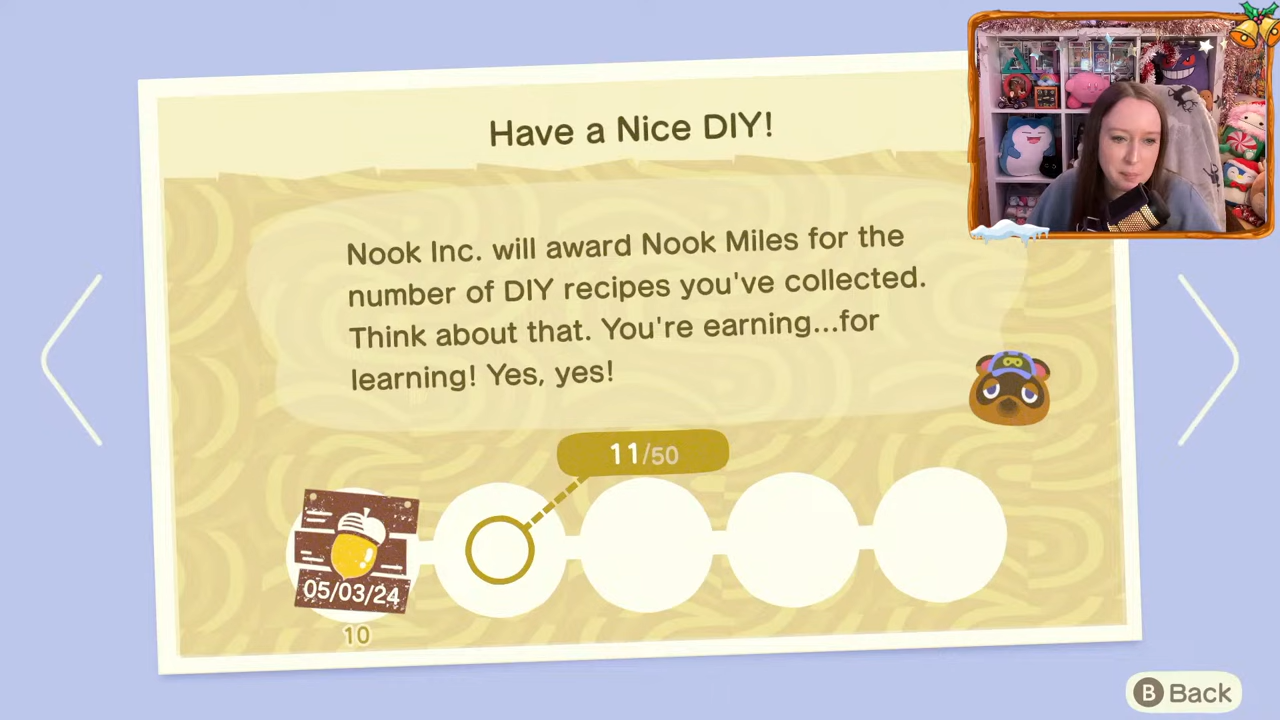 Have a Nice DIY!
Nook Inc. will award Nook Miles for the
number of DIY recipes you've collected.
Think about that. You're earning...for
learning! Yes, yes!
11/50
05/03/24
10
B Back